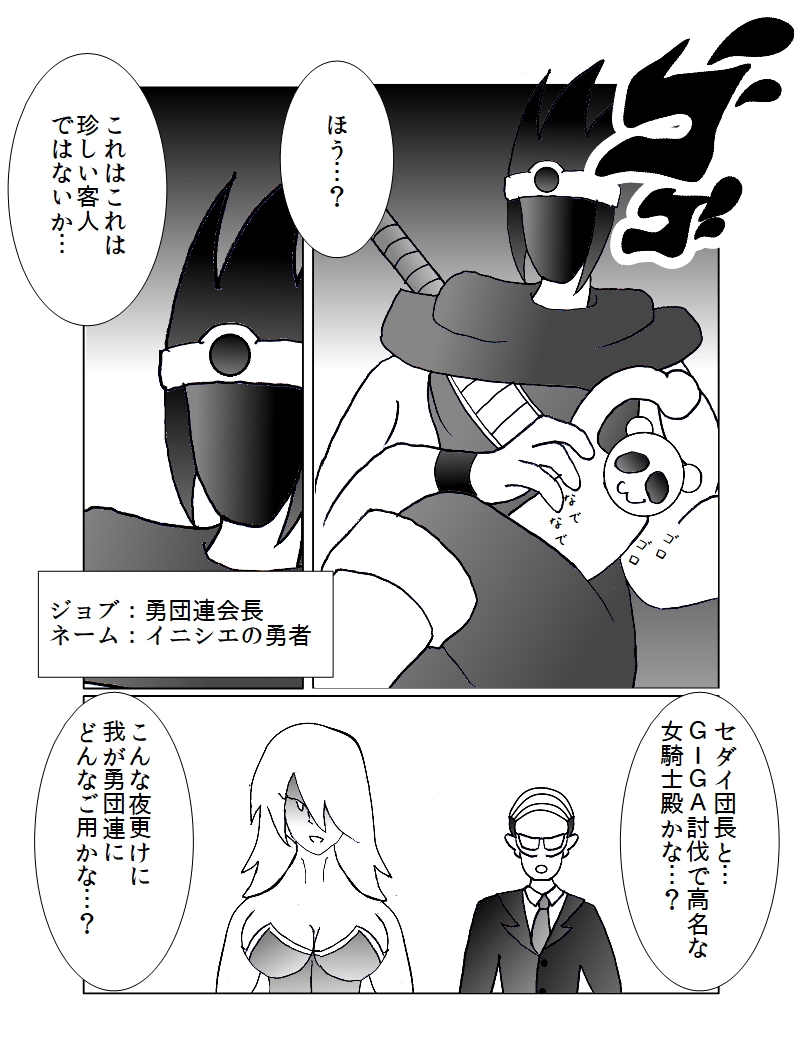 ゴゴ
ほう…?
なでなで
ゴロゴロ
これはこれは
珍しい客人
ではないか…
ジョブ：勇団連会長
ネーム：イニシエの勇者
セダイ団長と…
ＧＩＧＡ討伐で高名な
女騎士殿かな…?
こんな夜更けに
我が勇団連に
どんなご用かな…?